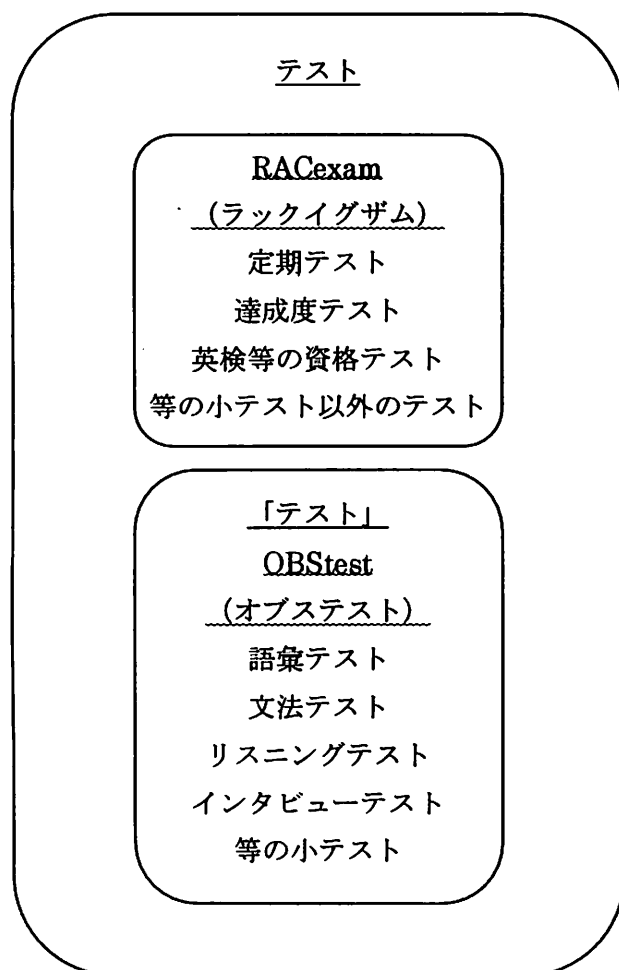 テスト
RACexam
(ラックイグザム)
定期テスト
達成度テスト
英検等の資格テスト
等の小テスト以外のテスト
「テスト」
OBStest
(オブステスト)
語彙テスト
文法テスト
リスニングテスト
インタビューテスト
等の小テスト